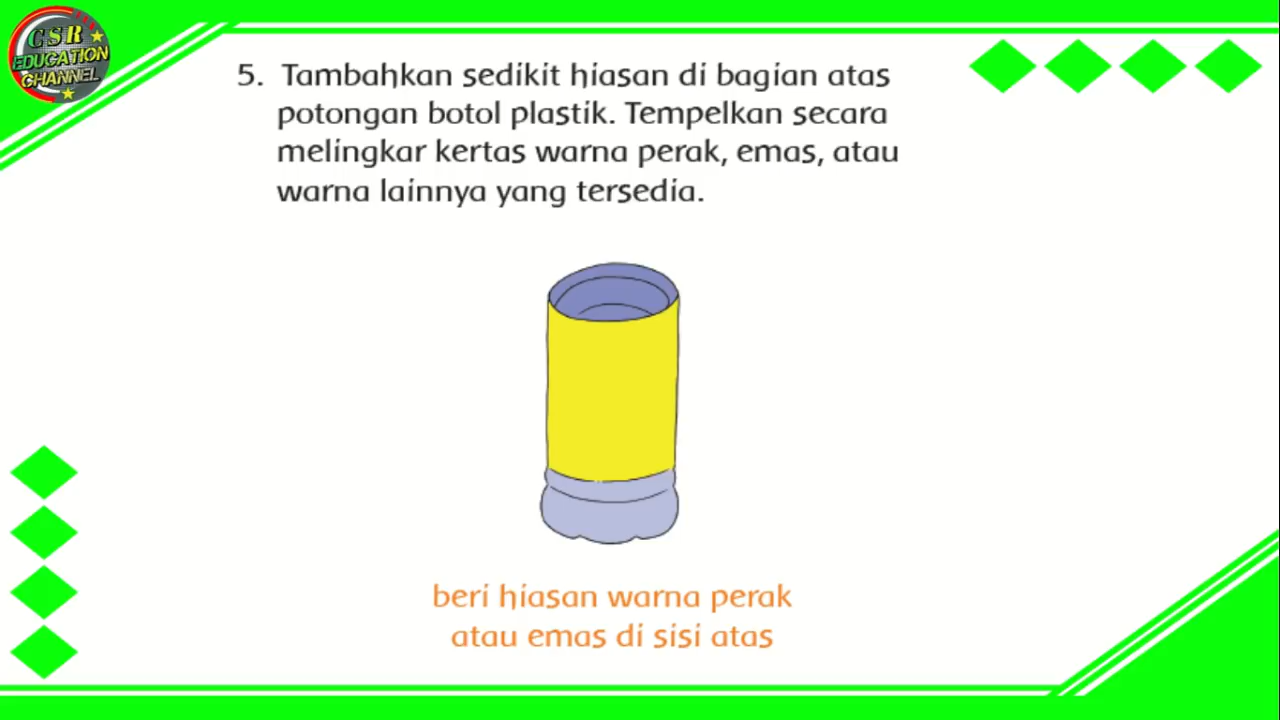 CSR
EDUCATION
CHANNEL
5. Tambahkan sedikit hiasan di bagian atas
potongan botol plastik. Tempelkan secara
melingkar kertas warna perak, emas, atau
warna lainnya yang tersedia.
beri hiasan warna perak
atau emas di sisi atas